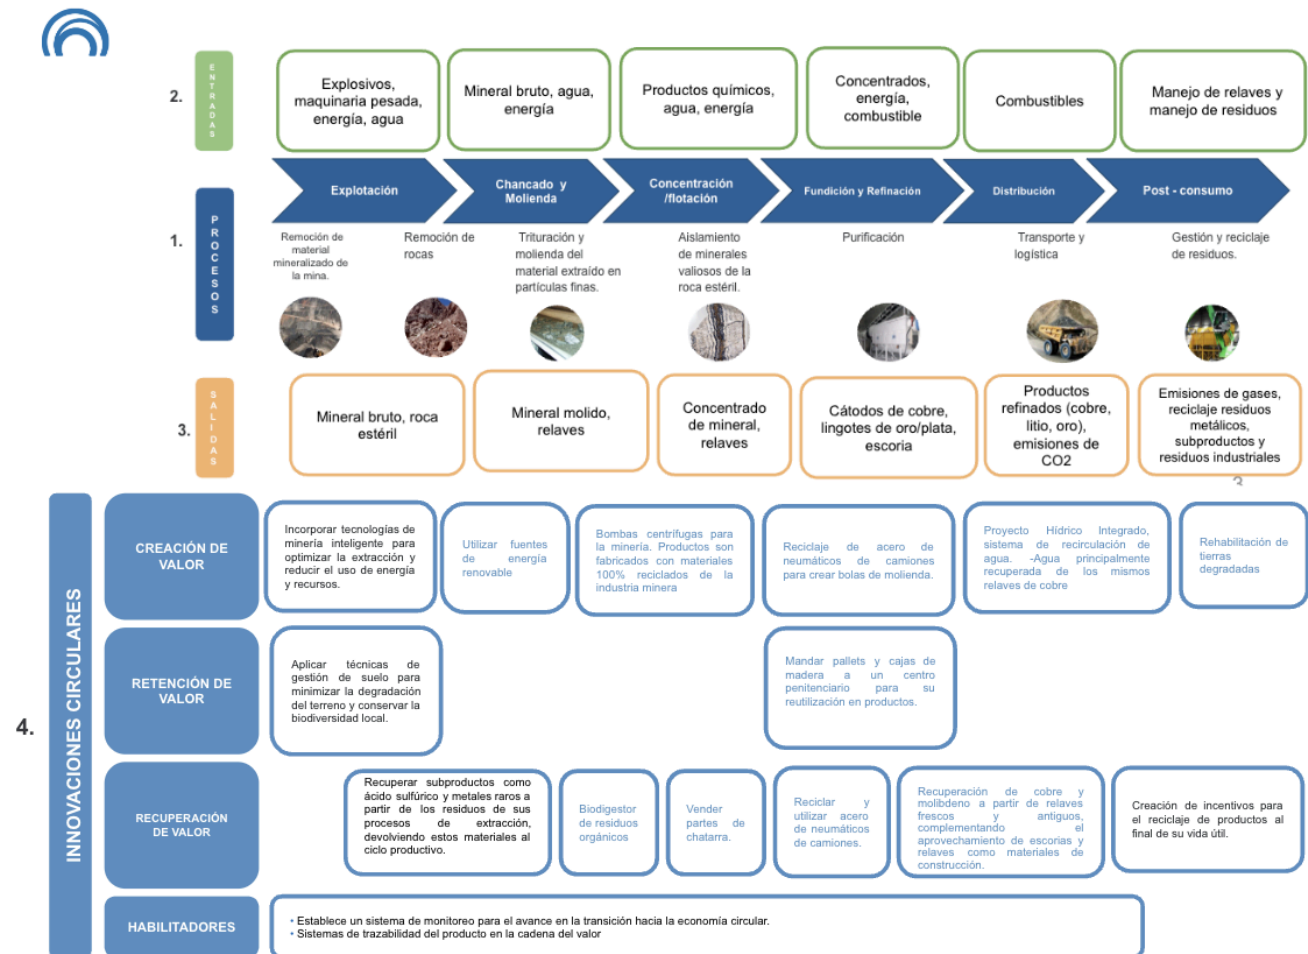 2.
ENTRADAS
Explosivos,
maquinaria pesada,
energía, agua
Mineral bruto, agua,
energía
Productos químicos,
agua, energía
Concentrados,
energía,
combustible
Combustibles
Manejo de relaves y
manejo de residuos
1.
PROCESOS
Explotación
Chancado y
Molienda
Concentración
/flotación
Fundición y Refinación
Distribución
Post - consumo
Remoción de
material
mineralizado de
la mina.
Remoción de
rocas
Trituración y
molienda del
material extraído en
partículas finas.
Aislamiento
de minerales
valiosos de la
roca estéril.
Purificación
Transporte y
logística
Gestión y reciclaje
de residuos.
3.
SALIDAS
Mineral bruto, roca
estéril
Mineral molido,
relaves
Concentrado
de mineral,
relaves
Cátodos de cobre,
lingotes de oro/plata,
escoria
Productos
refinados (cobre,
litio, oro),
emisiones de
CO2
Emisiones de gases,
reciclaje residuos
metálicos,
subproductos y
residuos industriales
3
4.
INNOVACIONES CIRCULARES
CREACIÓN DE
VALOR
Incorporar tecnologías de
minería inteligente para
optimizar la extracción y
reducir el uso de energía
y recursos.
Utilizar fuentes
de energía
renovable
Bombas centrífugas para
la minería. Productos son
fabricados con materiales
100% reciclados de la
industria minera
Reciclaje de acero de
neumáticos de camiones
para crear bolas de molienda.
Proyecto Hídrico Integrado,
sistema de recirculación de
agua. -Agua principalmente
recuperada de los mismos
relaves de cobre
Rehabilitación de
tierras
degradadas
RETENCIÓN DE
VALOR
Aplicar técnicas de
gestión de suelo para
minimizar la degradación
del terreno y conservar la
biodiversidad local.
Mandar pallets y cajas de
madera a un centro
penitenciario para su
reutilización en productos.
RECUPERACIÓN
DE VALOR
Recuperar subproductos como
ácido sulfúrico y metales raros a
partir de los residuos de sus
procesos de extracción,
devolviendo estos materiales al
ciclo productivo.
Biodigestor
de residuos
orgánicos
Vender
partes de
chatarra.
Reciclar y
utilizar acero
de neumáticos
de camiones.
Recuperación de cobre y
molibdeno a partir de relaves
frescos y antiguos,
complementando el
aprovechamiento de escorias y
relaves como materiales de
construcción.
Creación de incentivos para
el reciclaje de productos al
final de su vida útil.
HABILITADORES
• Establece un sistema de monitoreo para el avance en la transición hacia la economía circular.
• Sistemas de trazabilidad del producto en la cadena del valor